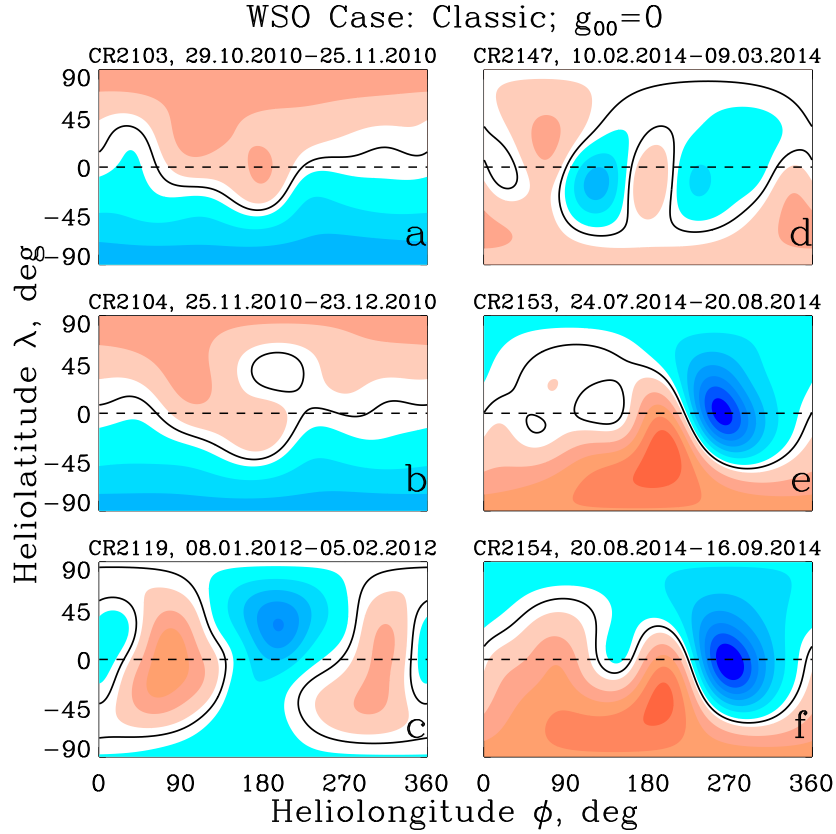 WSO Case: Classic; g₀₀=0
CR2103, 29.10.2010−25.11.2010
90
45
0
−45
−90
a
CR2147, 10.02.2014−09.03.2014
d
CR2104, 25.11.2010−23.12.2010
90
45
0
−45
−90
b
CR2153, 24.07.2014−20.08.2014
e
CR2119, 08.01.2012−05.02.2012
90
45
0
−45
−90
c
CR2154, 20.08.2014−16.09.2014
f
0 90 180 270 360
0 90 180 270 360
Heliolatitude λ, deg
Heliolongitude ϕ, deg